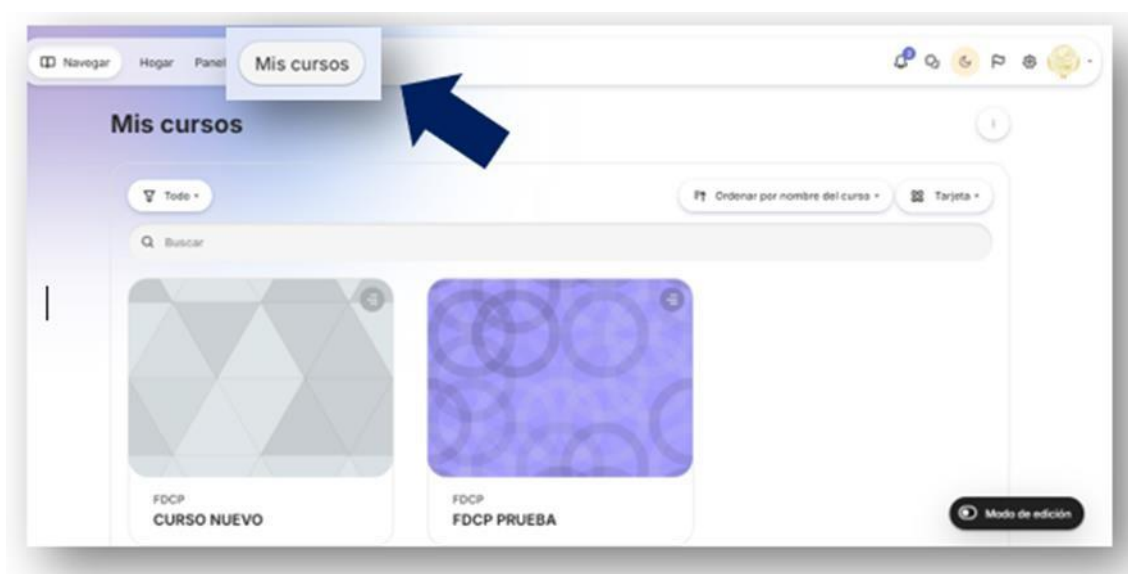 Navegar Hogar Panel Mis cursos
Mis cursos
Todo Ordenar por nombre del curso Tarjeta
Buscar
FDCP FDCP
CURSO NUEVO FDCP PRUEBA
Modo de edición